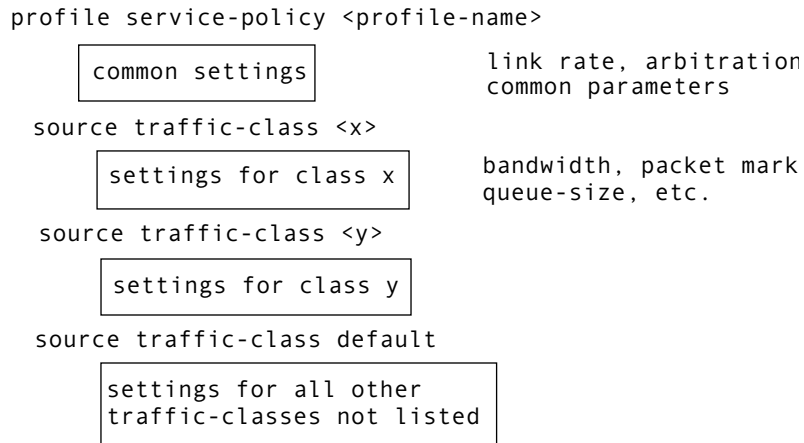 profile service-policy <profile-name>
common settings
link rate, arbitration
common parameters
source traffic-class <x>
settings for class x
bandwidth, packet mark
queue-size, etc.
source traffic-class <y>
settings for class y
source traffic-class default
settings for all other
traffic-classes not listed